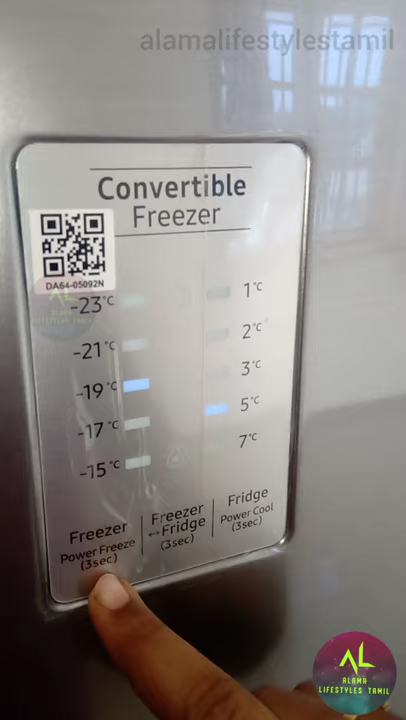 alamalifestylestamil
Convertible
Freezer
DA64-05092N
-23°C
1°C
-21°C
2°C
-19°C
3°C
-17°C
5°C
-15°C
7°C
Freezer
Power Freeze
(3sec)
Freezer
↔Fridge
(3sec)
Fridge
Power Cool
(3sec)
AL
ALAMA
LIFESTYLES TAMIL